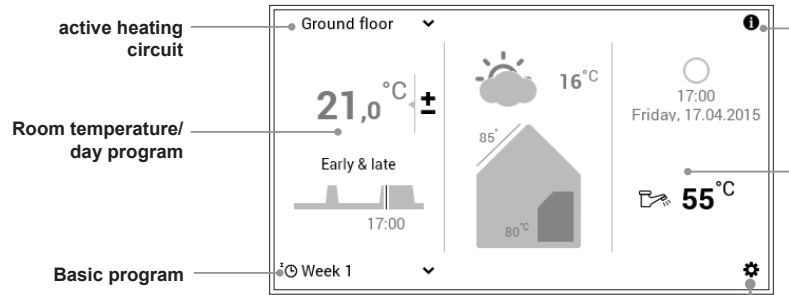 active heating
circuit
Room temperature/
day program
Basic program
Ground floor
21,0 °C ±
Early & late
17:00
Week 1
16°C
85°
80°C
i
17:00
Friday, 17.04.2015
55°C